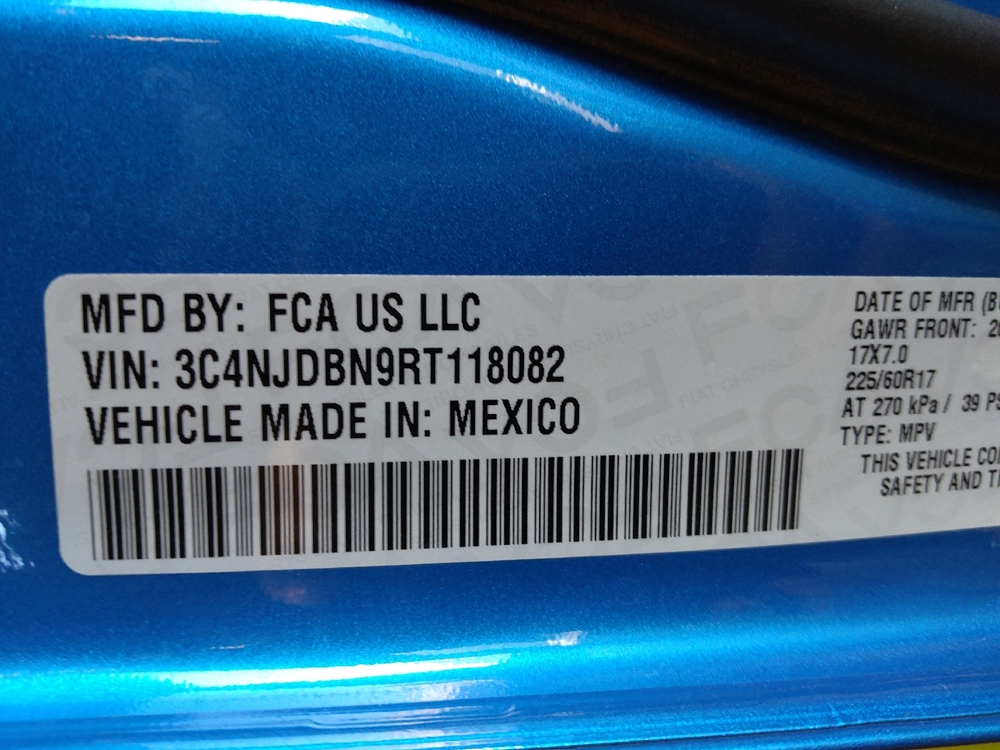 MFD BY: FCA US LLC
VIN: 3C4NJDBN9RT118082
VEHICLE MADE IN: MEXICO
DATE OF MFR
GAWR FRONT:
17X7.0
225/60R17
AT 270 kPa / 39
TYPE: MPV
THIS VEHICLE
SAFETY AND